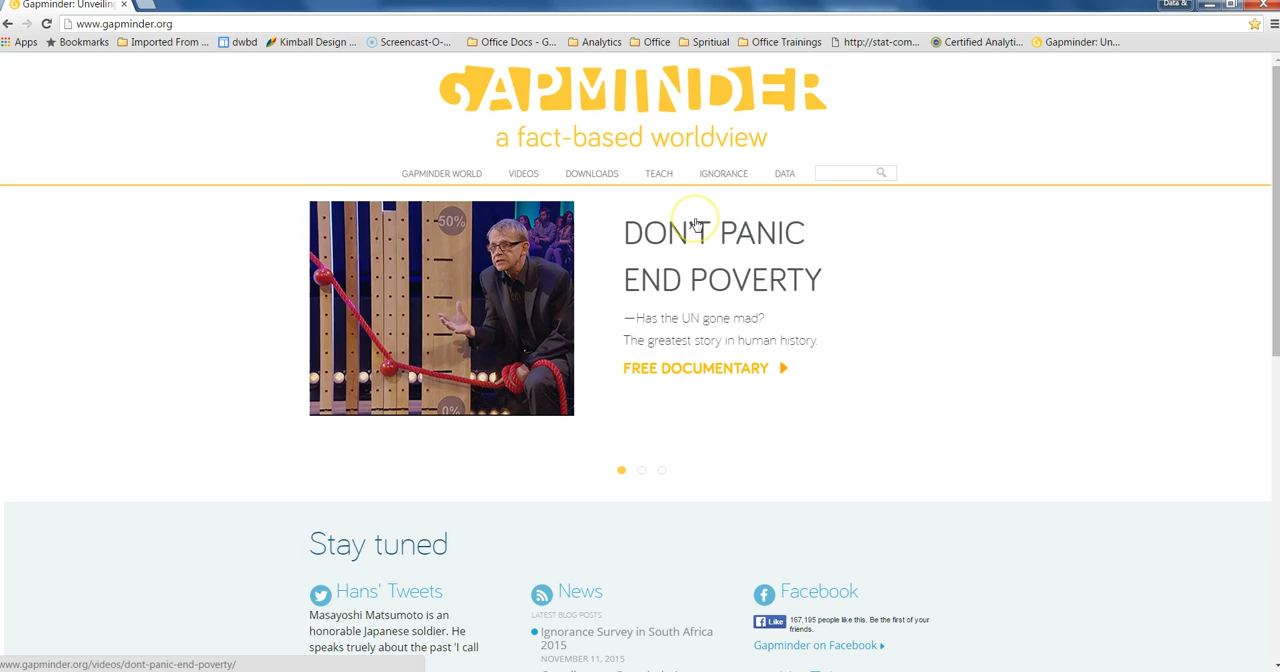 Gapminder: Unveilin
Data &
www.gapminder.org
Apps Bookmarks Imported From ... dwbd Kimball Design ... Screencast-O-... Office Docs - G... Analytics Office Spritiual Office Trainings http://stat-com... Certified Analyti... Gapminder: Un...
GAPMINDER
a fact-based worldview
GAPMINDER WORLD VIDEOS DOWNLOADS TEACH IGNORANCE DATA
50%
0%
DON'T PANIC
END POVERTY
—Has the UN gone mad?
The greatest story in human history.
FREE DOCUMENTARY
Stay tuned
Hans' Tweets
Masayoshi Matsumoto is an
honorable Japanese soldier. He
speaks truely about the past 'I call
News
LATEST BLOG POSTS
Ignorance Survey in South Africa
2015
NOVEMBER 11, 2015
Facebook
Like 167,195 people like this. Be the first of your
friends.
Gapminder on Facebook
www.gapminder.org/videos/dont-panic-end-poverty/